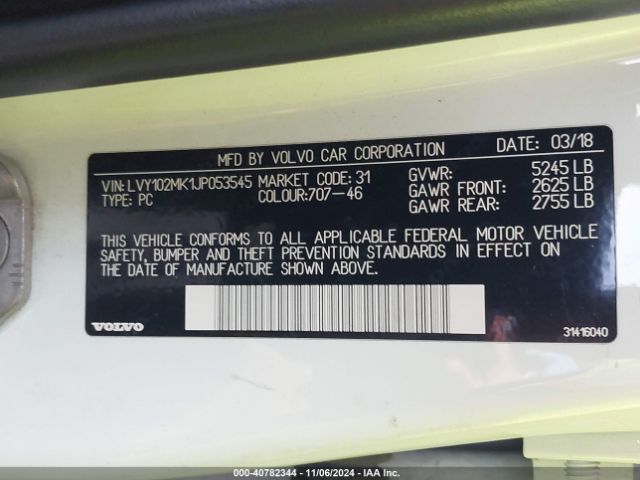 MFD BY VOLVO CAR CORPORATION DATE: 03/18
VIN: LVY102MK1JP053545 MARKET CODE: 31 GVWR: 5245 LB
TYPE: PC COLOUR:707-46 GAWR FRONT: 2625 LB
GAWR REAR: 2755 LB
THIS VEHICLE CONFORMS TO ALL APPLICABLE FEDERAL MOTOR VEHICLE
SAFETY, BUMPER AND THEFT PREVENTION STANDARDS IN EFFECT ON
THE DATE OF MANUFACTURE SHOWN ABOVE.
VOLVO 31416040
000-40782344 - 11/06/2024 - IAA Inc.